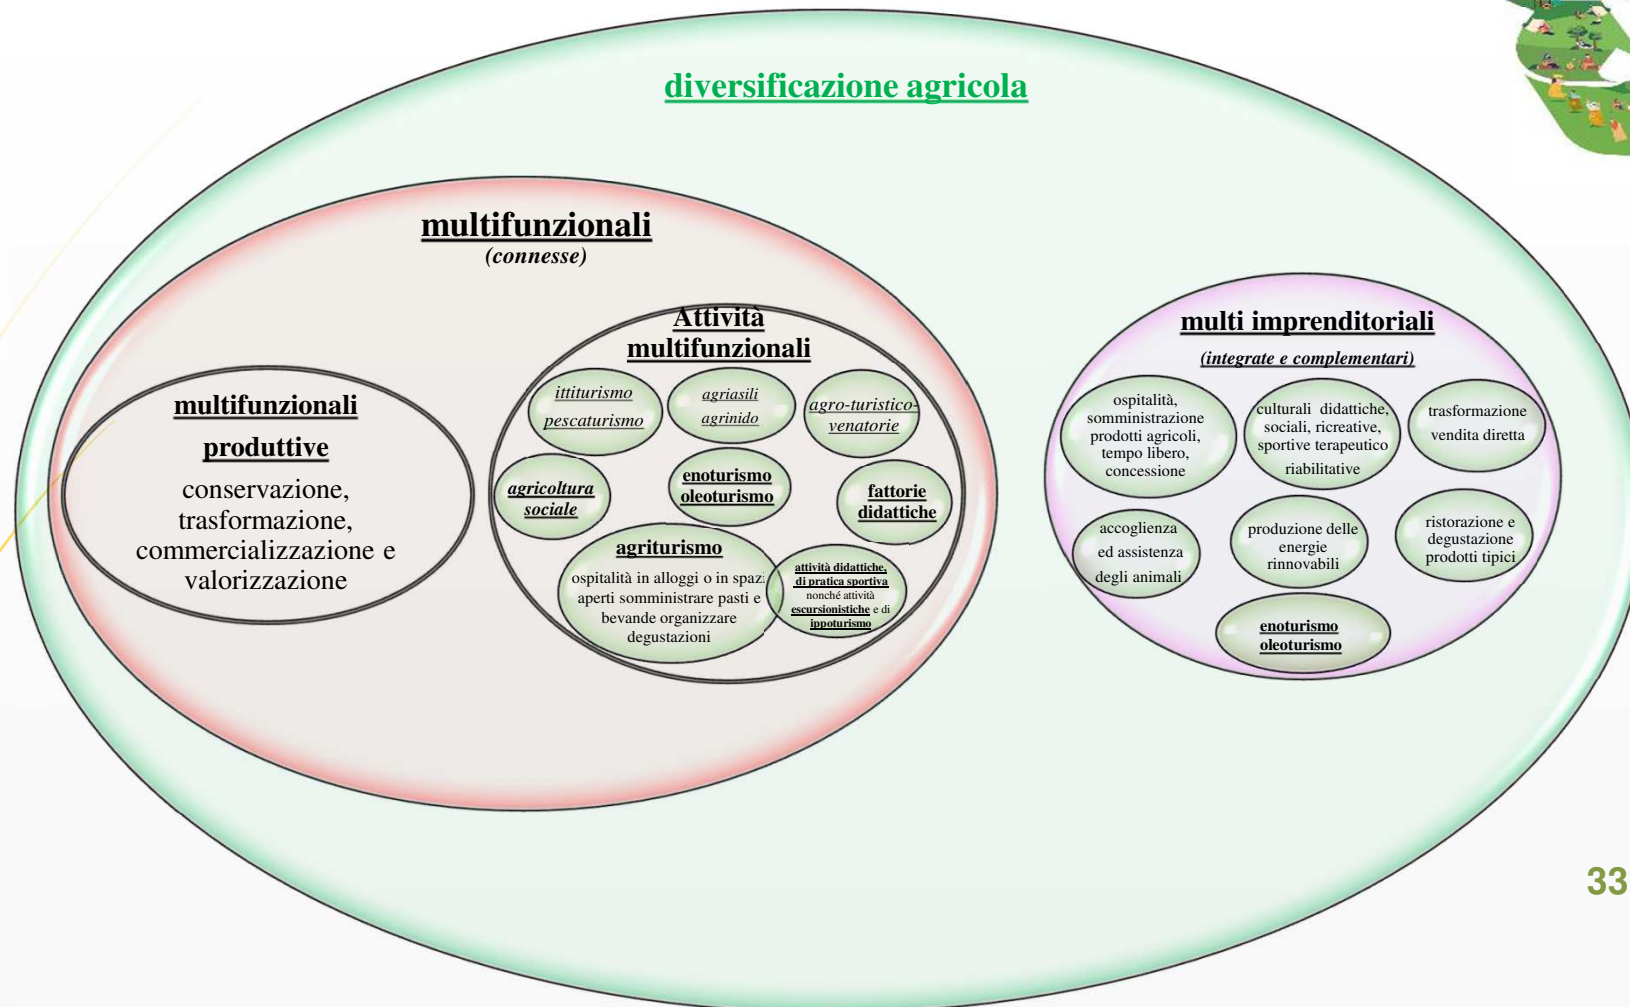 diversificazione agricola
multifunzionali
(connesse)
multifunzionali
produttive
conservazione,
trasformazione,
commercializzazione e
valorizzazione
Attività
multifunzionali
ittiturismo
pescaturismo
agriasili
agrinido
agro-turistico-
venatorie
agricoltura
sociale
enoturismo
oleoturismo
fattorie
didattiche
agriturismo
ospitalità in alloggi o in spazi
aperti somministrare pasti e
bevande organizzare
degustazioni
attività didattiche,
di pratica sportiva
nonché attività
escursionistiche e di
ippoturismo
multi imprenditoriali
(integrate e complementari)
ospitalità,
somministrazione
prodotti agricoli,
tempo libero,
concessione
culturali didattiche,
sociali, ricreative,
sportive terapeutico
riabilitative
trasformazione
vendita diretta
accoglienza
ed assistenza
degli animali
produzione delle
energie
rinnovabili
ristorazione e
degustazione
prodotti tipici
enoturismo
oleoturismo
33